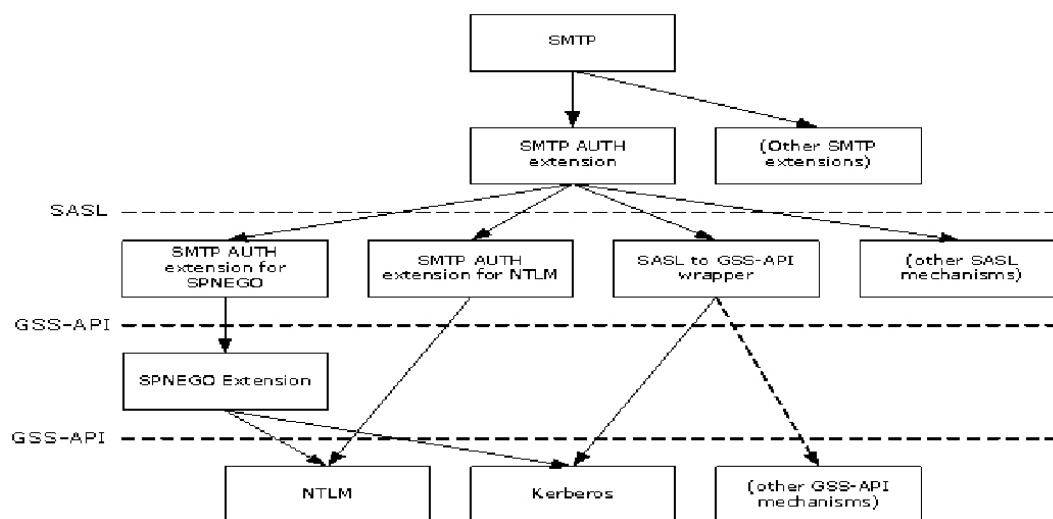 SMTP
SMTP AUTH
extension
(Other SMTP
extensions)
SASL
SMTP AUTH
extension for
SPNEGO
SMTP AUTH
extension for NTLM
SASL to GSS-API
wrapper
(other SASL
mechanisms)
GSS-API
SPNEGO Extension
GSS-API
NTLM
Kerberos
(other GSS-API
mechanisms)